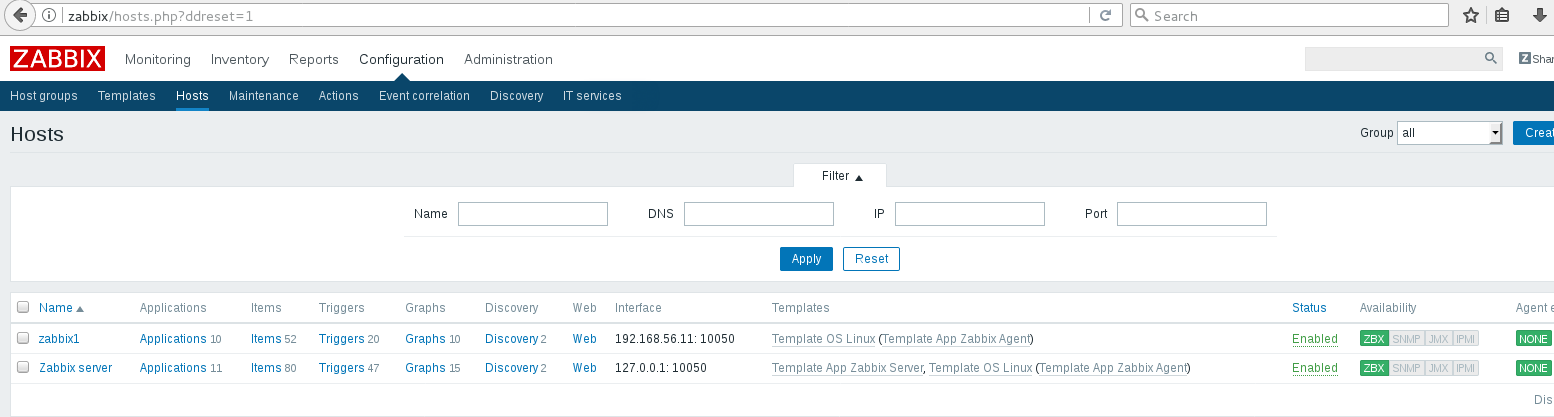 zabbix/hosts.php?ddreset=1 Search
ZABBIX Monitoring Inventory Reports Configuration Administration Z Shar
Host groups Templates Hosts Maintenance Actions Event correlation Discovery IT services
Hosts Group all Creat
Filter
Name DNS IP Port
Apply Reset
Name Applications Items Triggers Graphs Discovery Web Interface Templates Status Availability Agent e
zabbix1 Applications 10 Items 52 Triggers 20 Graphs 10 Discovery 2 Web 192.168.56.11: 10050 Template OS Linux (Template App Zabbix Agent) Enabled ZBX SNMP JMX IPMI NONE
Zabbix server Applications 11 Items 80 Triggers 47 Graphs 15 Discovery 2 Web 127.0.0.1: 10050 Template App Zabbix Server, Template OS Linux (Template App Zabbix Agent) Enabled ZBX SNMP JMX IPMI NONE
Dis